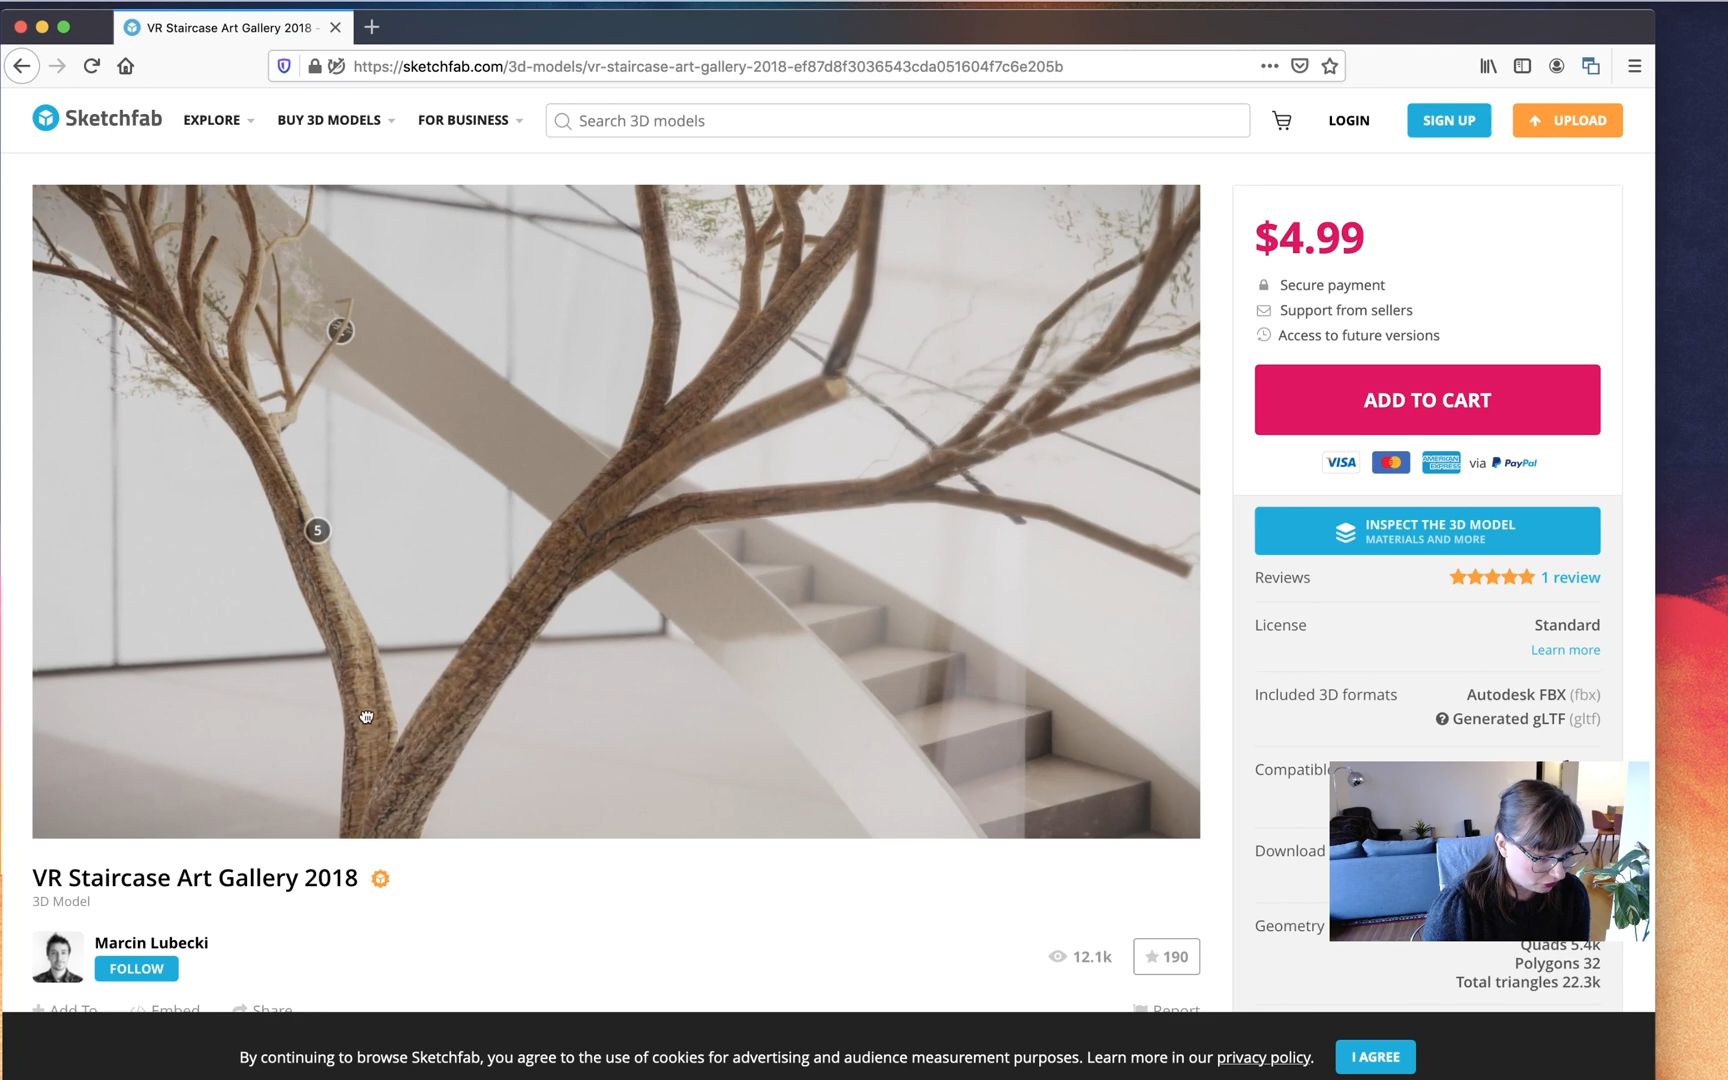 VR Staircase Art Gallery 2018 -
https://sketchfab.com/3d-models/vr-staircase-art-gallery-2018-ef87d8f3036543cda051604f7c6e205b
Sketchfab
EXPLORE
BUY 3D MODELS
FOR BUSINESS
Search 3D models
LOGIN
SIGN UP
UPLOAD
5
$4.99
Secure payment
Support from sellers
Access to future versions
ADD TO CART
VISA
AMERICAN EXPRESS
via PayPal
INSPECT THE 3D MODEL
MATERIALS AND MORE
Reviews
1 review
License
Standard
Learn more
Included 3D formats
Autodesk FBX (fbx)
Generated gLTF (gltf)
Download
Geometry
Quads 5.4k
Polygons 32
Total triangles 22.3k
VR Staircase Art Gallery 2018
3D Model
Marcin Lubecki
FOLLOW
12.1k
190
Add To
Embed
Share
Report
By continuing to browse Sketchfab, you agree to the use of cookies for advertising and audience measurement purposes. Learn more in our privacy policy.
I AGREE